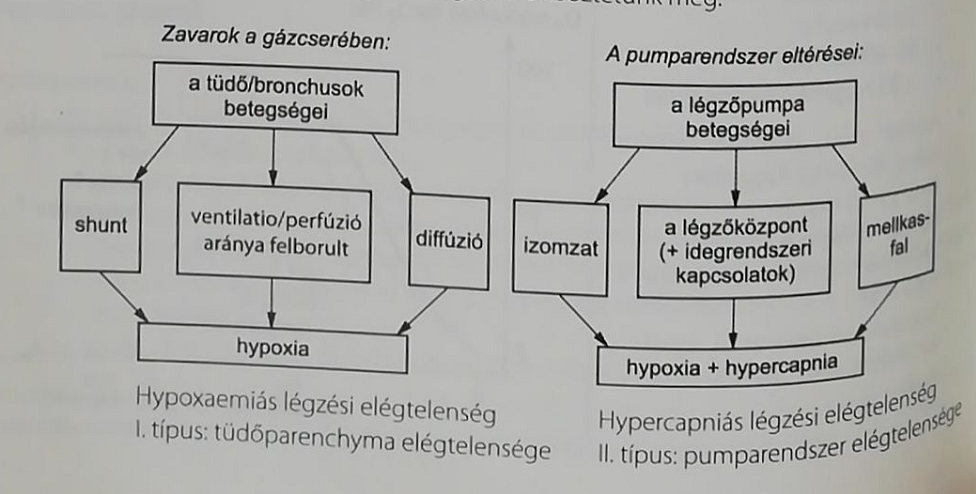 meg.
Zavarok a gázcserében:
a tüdő/bronchusok
betegségei
shunt
ventilatio/perfúzió
aránya felborult
diffúzió
hypoxia
Hypoxaemiás légzési elégtelenség
I. típus: tüdőparenchyma elégtelensége
A pumparendszer eltérései:
a légzőpumpa
betegségei
izomzat
a légzőközpont
(+ idegrendszeri
kapcsolatok)
mellkas-
fal
hypoxia + hypercapnia
Hypercapniás légzési elégtelenség
II. típus: pumparendszer elégtelensége